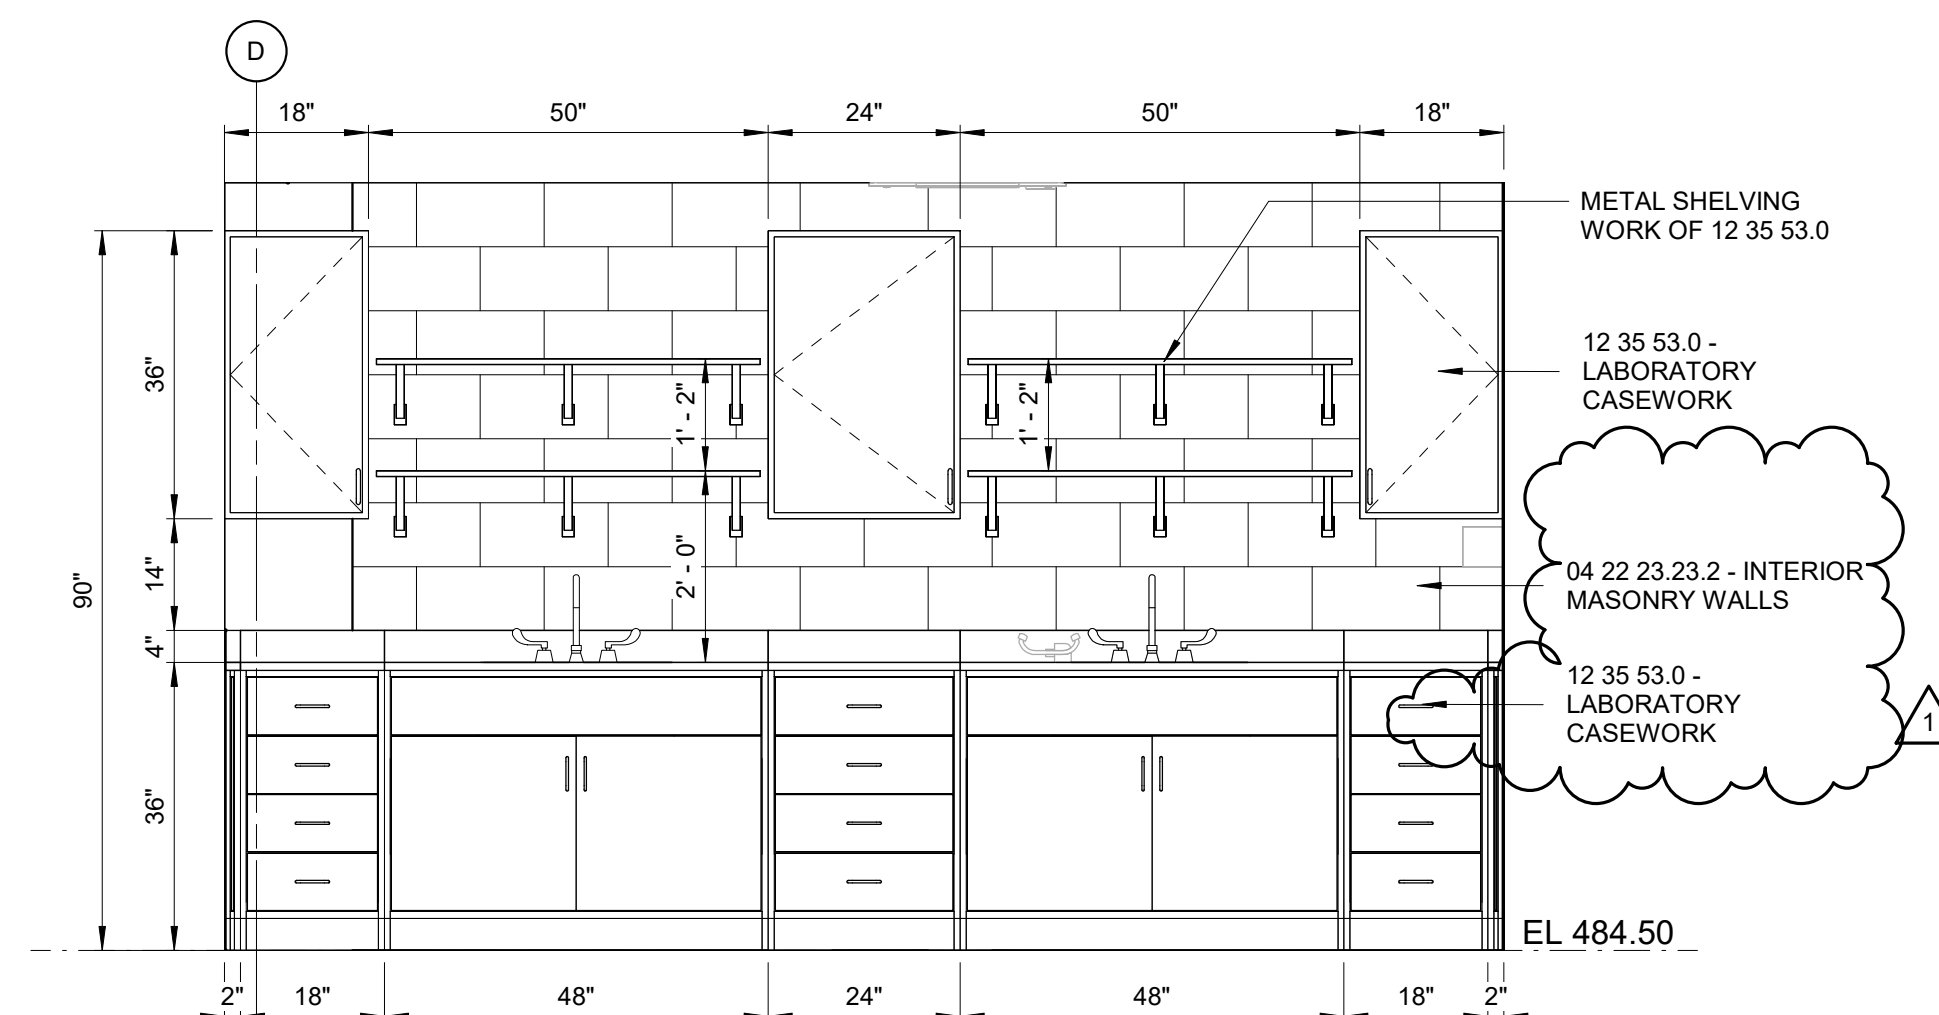 D
18" 50" 24" 50" 18"
METAL SHELVING
WORK OF 12 35 53.0
12 35 53.0 -
LABORATORY
CASEWORK
36"
1' - 2"
1' - 2"
90"
14"
2' - 0"
04 22 23.23.2 - INTERIOR
MASONRY WALLS
4"
12 35 53.0 -
LABORATORY
CASEWORK
1
36"
EL 484.50
2" 18" 48" 24" 48" 18" 2"